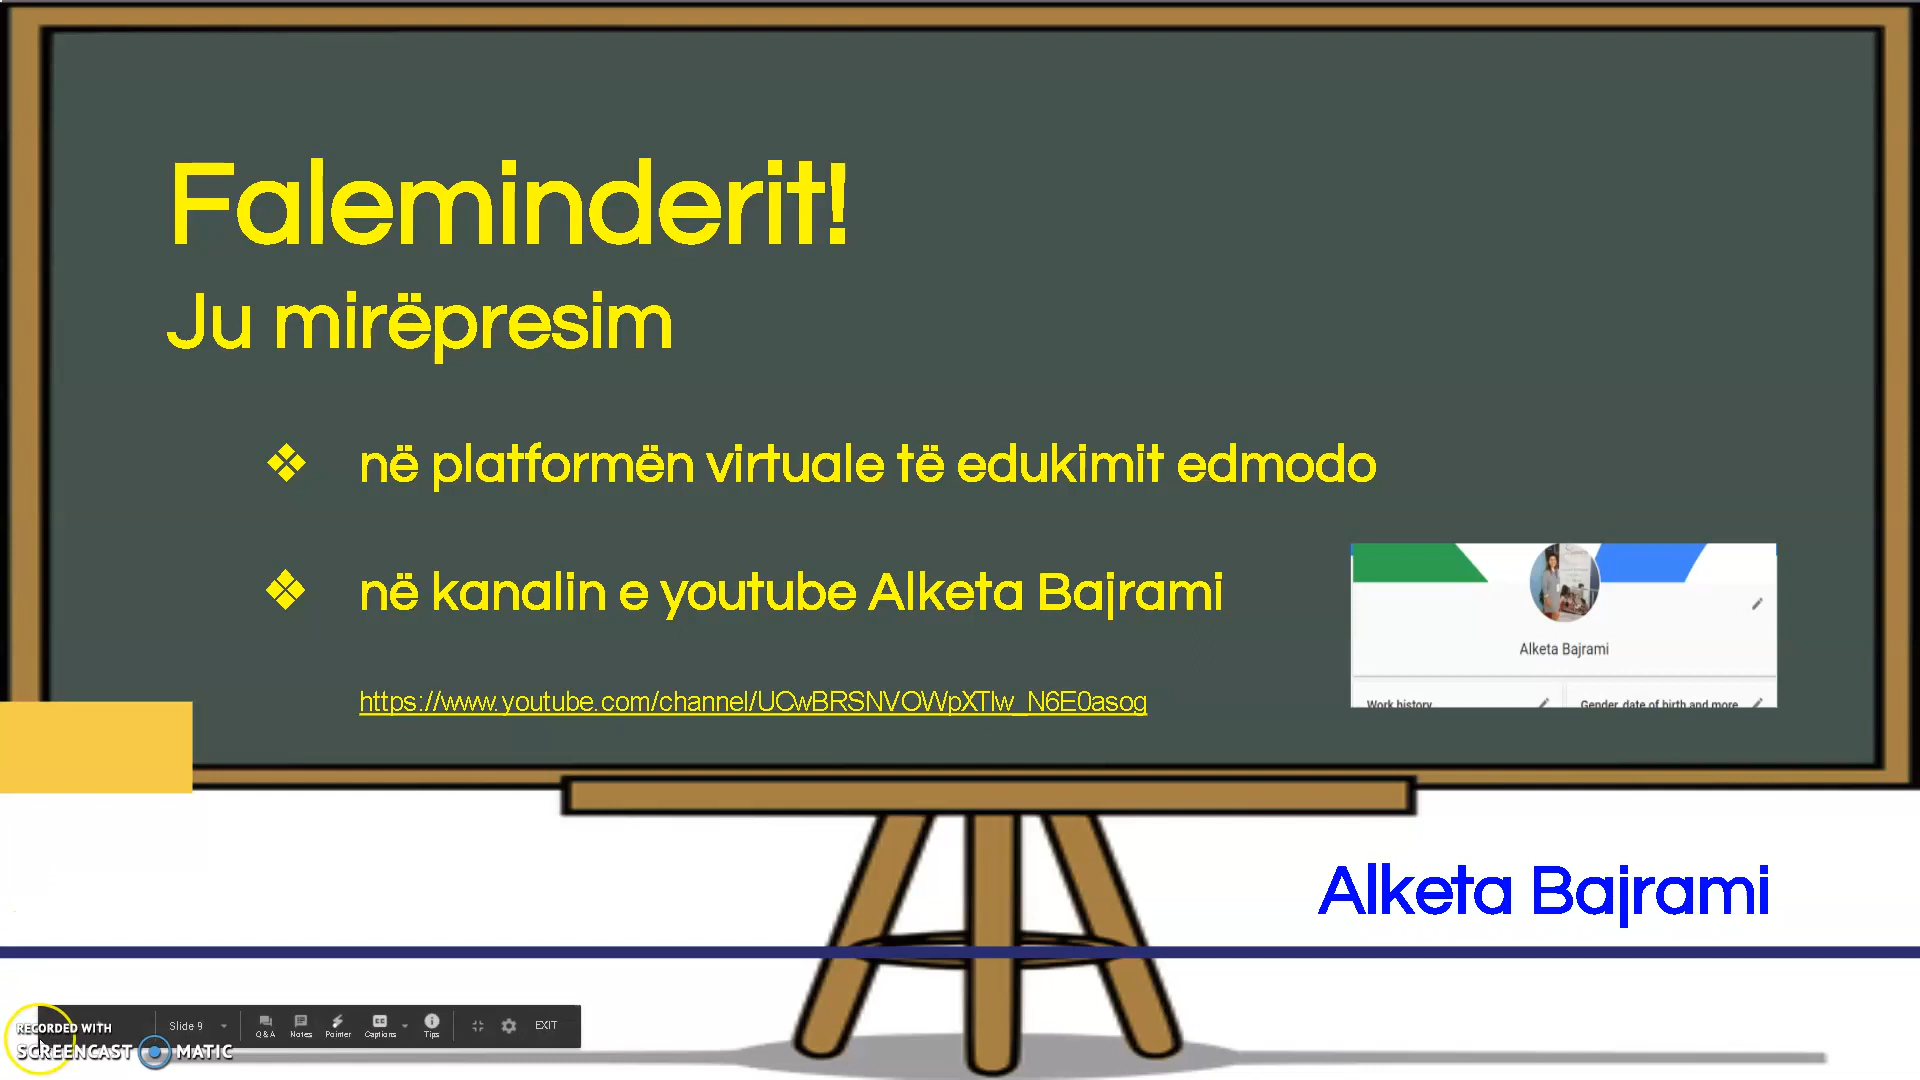 Faleminderit!
Ju mirëpresim
❖ në platformën virtuale të edukimit edmodo
❖ në kanalin e youtube Alketa Bajrami
https://www.youtube.com/channel/UCwBRSNVOWpXTlw_N6E0asog
Alketa Bajrami
Work history
Gender, date of birth and more
Alketa Bajrami
Slide 9
Q & A
Notes
Pointer
Captions
Tips
EXIT
RECORDED WITH
SCREENCAST MATIC